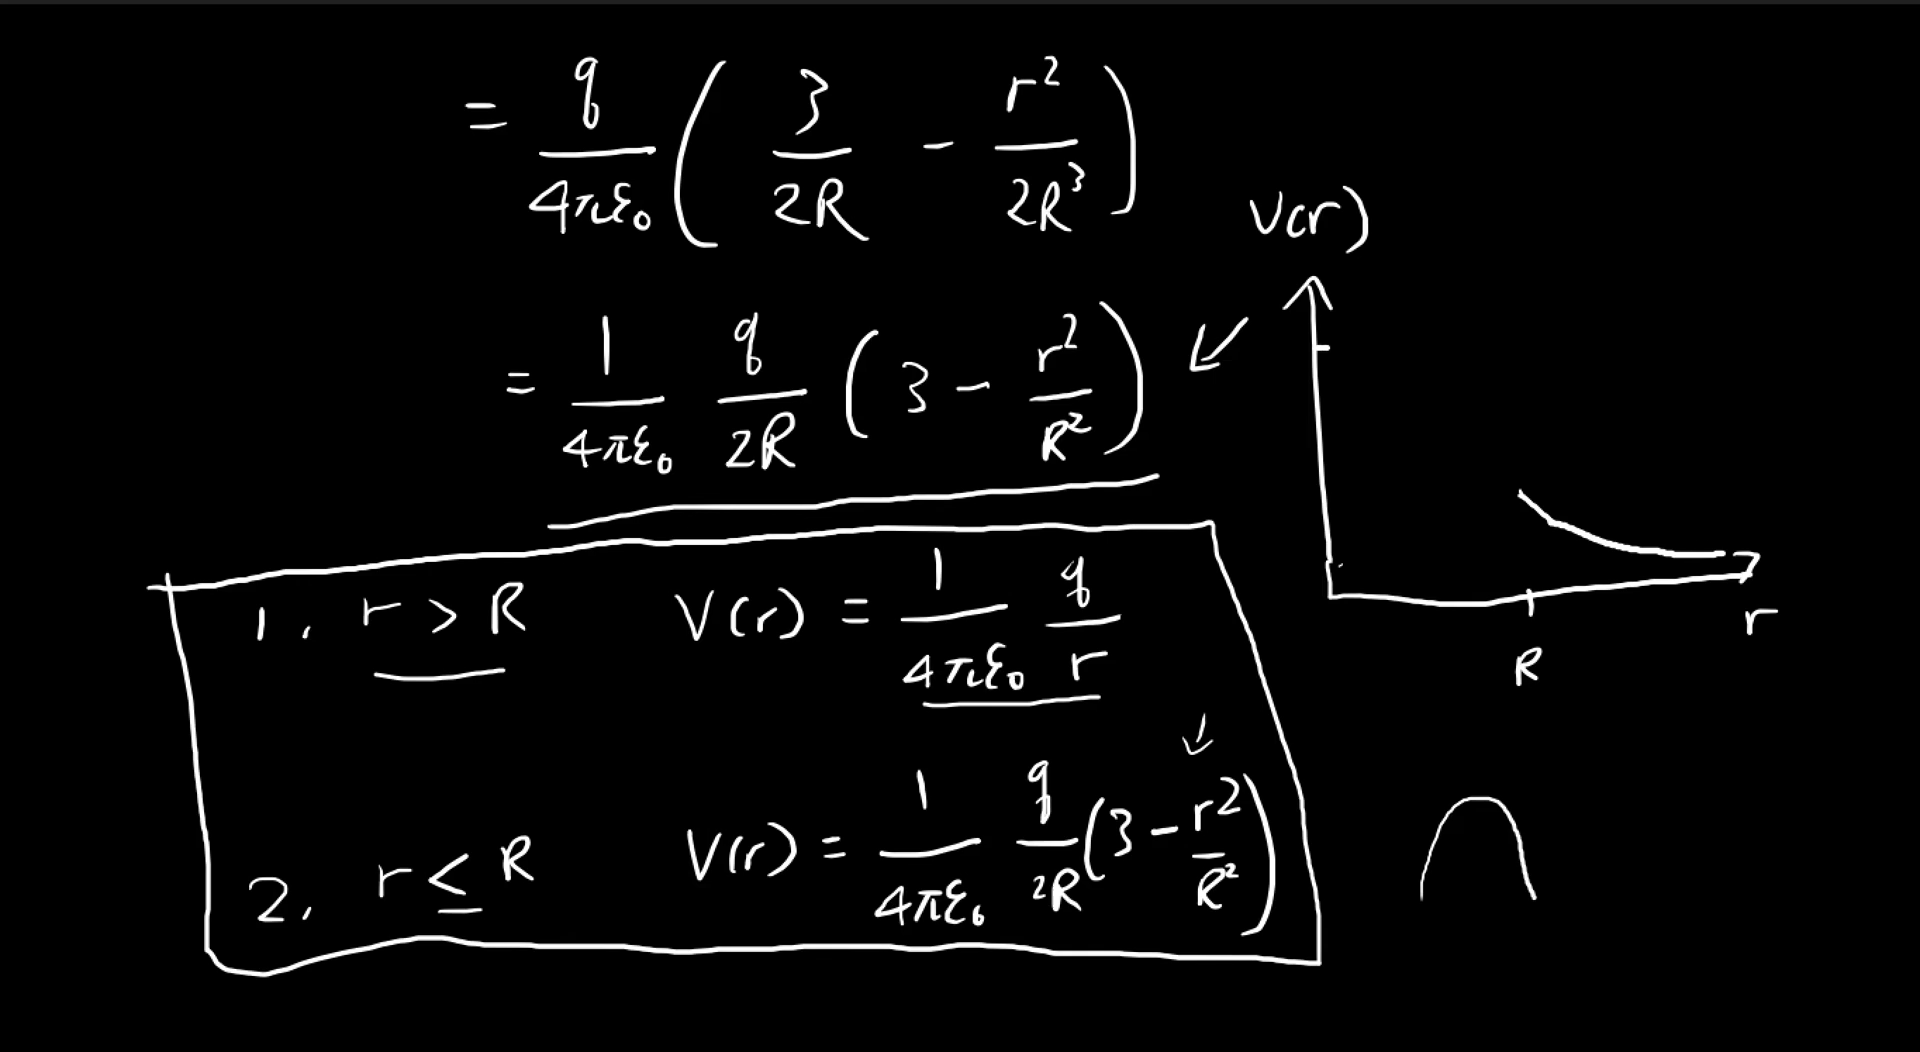 = q/4πε₀ ( 3/2R - r²/2R³ )
V(r)
= 1/4πε₀ q/2R ( 3 - r²/R² )
1. r > R V(r) = 1/4πε₀ q/r
r
R
2. r ≤ R V(r) = 1/4πε₀ q/2R (3 - r²/R²)